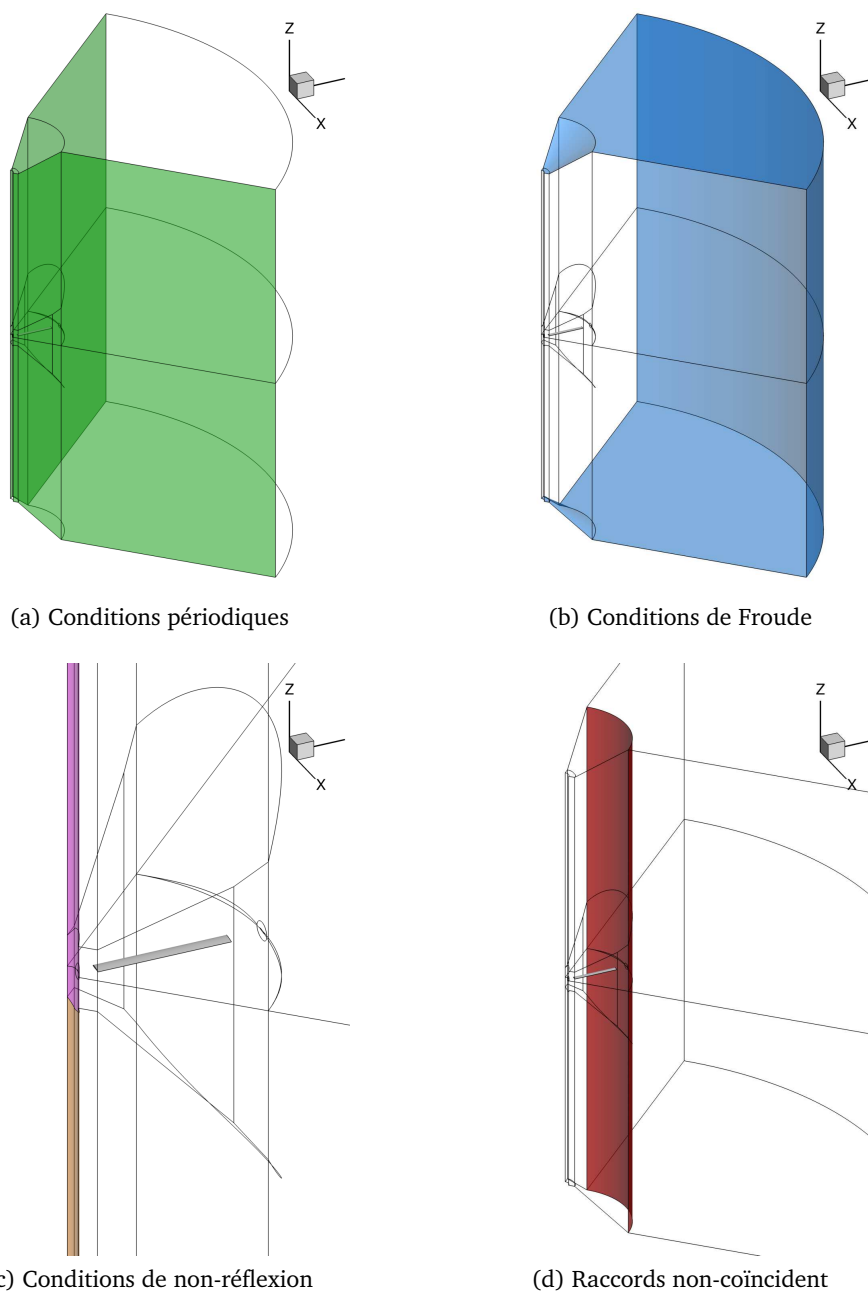 Z
X
Z
X
(a) Conditions périodiques
(b) Conditions de Froude
Z
X
Z
X
c) Conditions de non-réflexion
(d) Raccords non-coïncident